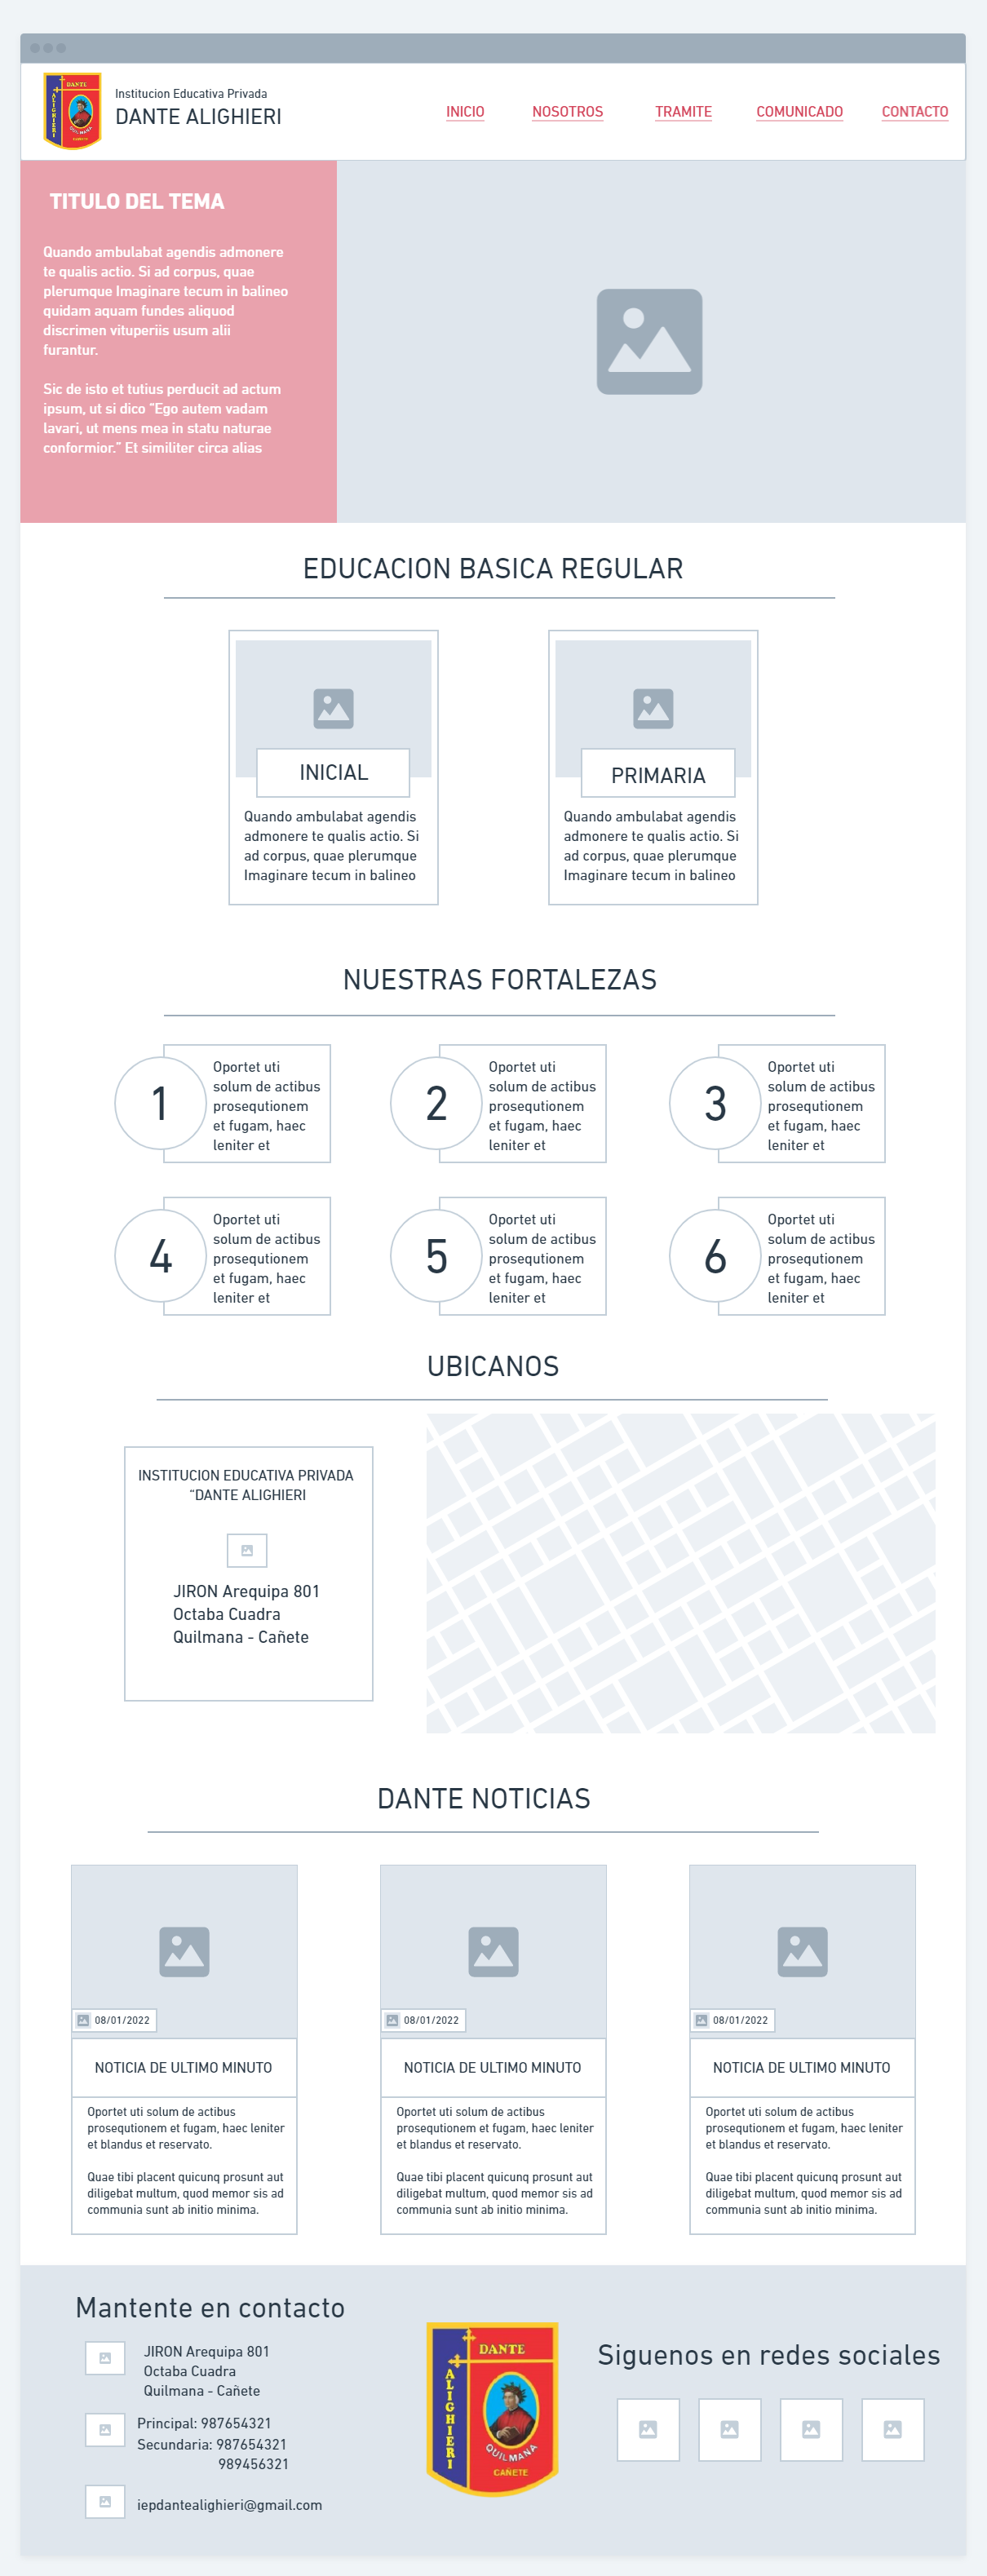 DANTE
ALIGHIERI
QUILMANA
CAÑETE
Institucion Educativa Privada
DANTE ALIGHIERI
INICIO NOSOTROS TRAMITE COMUNICADO CONTACTO
TITULO DEL TEMA
Quando ambulabat agendis admonere
te qualis actio. Si ad corpus, quae
plerumque Imaginare tecum in balineo
quidam aquam fundes aliquod
discrimen vituperiis usum alii
furantur.
Sic de isto et tutius perducit ad actum
ipsum, ut si dico “Ego autem vadam
lavari, ut mens mea in statu naturae
conformior.” Et similiter circa alias
EDUCACION BASICA REGULAR
INICIAL
Quando ambulabat agendis
admonere te qualis actio. Si
ad corpus, quae plerumque
Imaginare tecum in balineo
PRIMARIA
Quando ambulabat agendis
admonere te qualis actio. Si
ad corpus, quae plerumque
Imaginare tecum in balineo
NUESTRAS FORTALEZAS
1
Oportet uti
solum de actibus
prosequtionem
et fugam, haec
leniter et
2
Oportet uti
solum de actibus
prosequtionem
et fugam, haec
leniter et
3
Oportet uti
solum de actibus
prosequtionem
et fugam, haec
leniter et
4
Oportet uti
solum de actibus
prosequtionem
et fugam, haec
leniter et
5
Oportet uti
solum de actibus
prosequtionem
et fugam, haec
leniter et
6
Oportet uti
solum de actibus
prosequtionem
et fugam, haec
leniter et
UBICANOS
INSTITUCION EDUCATIVA PRIVADA
“DANTE ALIGHIERI
JIRON Arequipa 801
Octaba Cuadra
Quilmana - Cañete
DANTE NOTICIAS
08/01/2022
NOTICIA DE ULTIMO MINUTO
Oportet uti solum de actibus
prosequtionem et fugam, haec leniter
et blandus et reservato.
Quae tibi placent quicunq prosunt aut
diligebat multum, quod memor sis ad
communia sunt ab initio minima.
08/01/2022
NOTICIA DE ULTIMO MINUTO
Oportet uti solum de actibus
prosequtionem et fugam, haec leniter
et blandus et reservato.
Quae tibi placent quicunq prosunt aut
diligebat multum, quod memor sis ad
communia sunt ab initio minima.
08/01/2022
NOTICIA DE ULTIMO MINUTO
Oportet uti solum de actibus
prosequtionem et fugam, haec leniter
et blandus et reservato.
Quae tibi placent quicunq prosunt aut
diligebat multum, quod memor sis ad
communia sunt ab initio minima.
Mantente en contacto
JIRON Arequipa 801
Octaba Cuadra
Quilmana - Cañete
Principal: 987654321
Secundaria: 987654321
989456321
iepdantealighieri@gmail.com
DANTE
ALIGHIERI
QUILMANA
CAÑETE
Siguenos en redes sociales